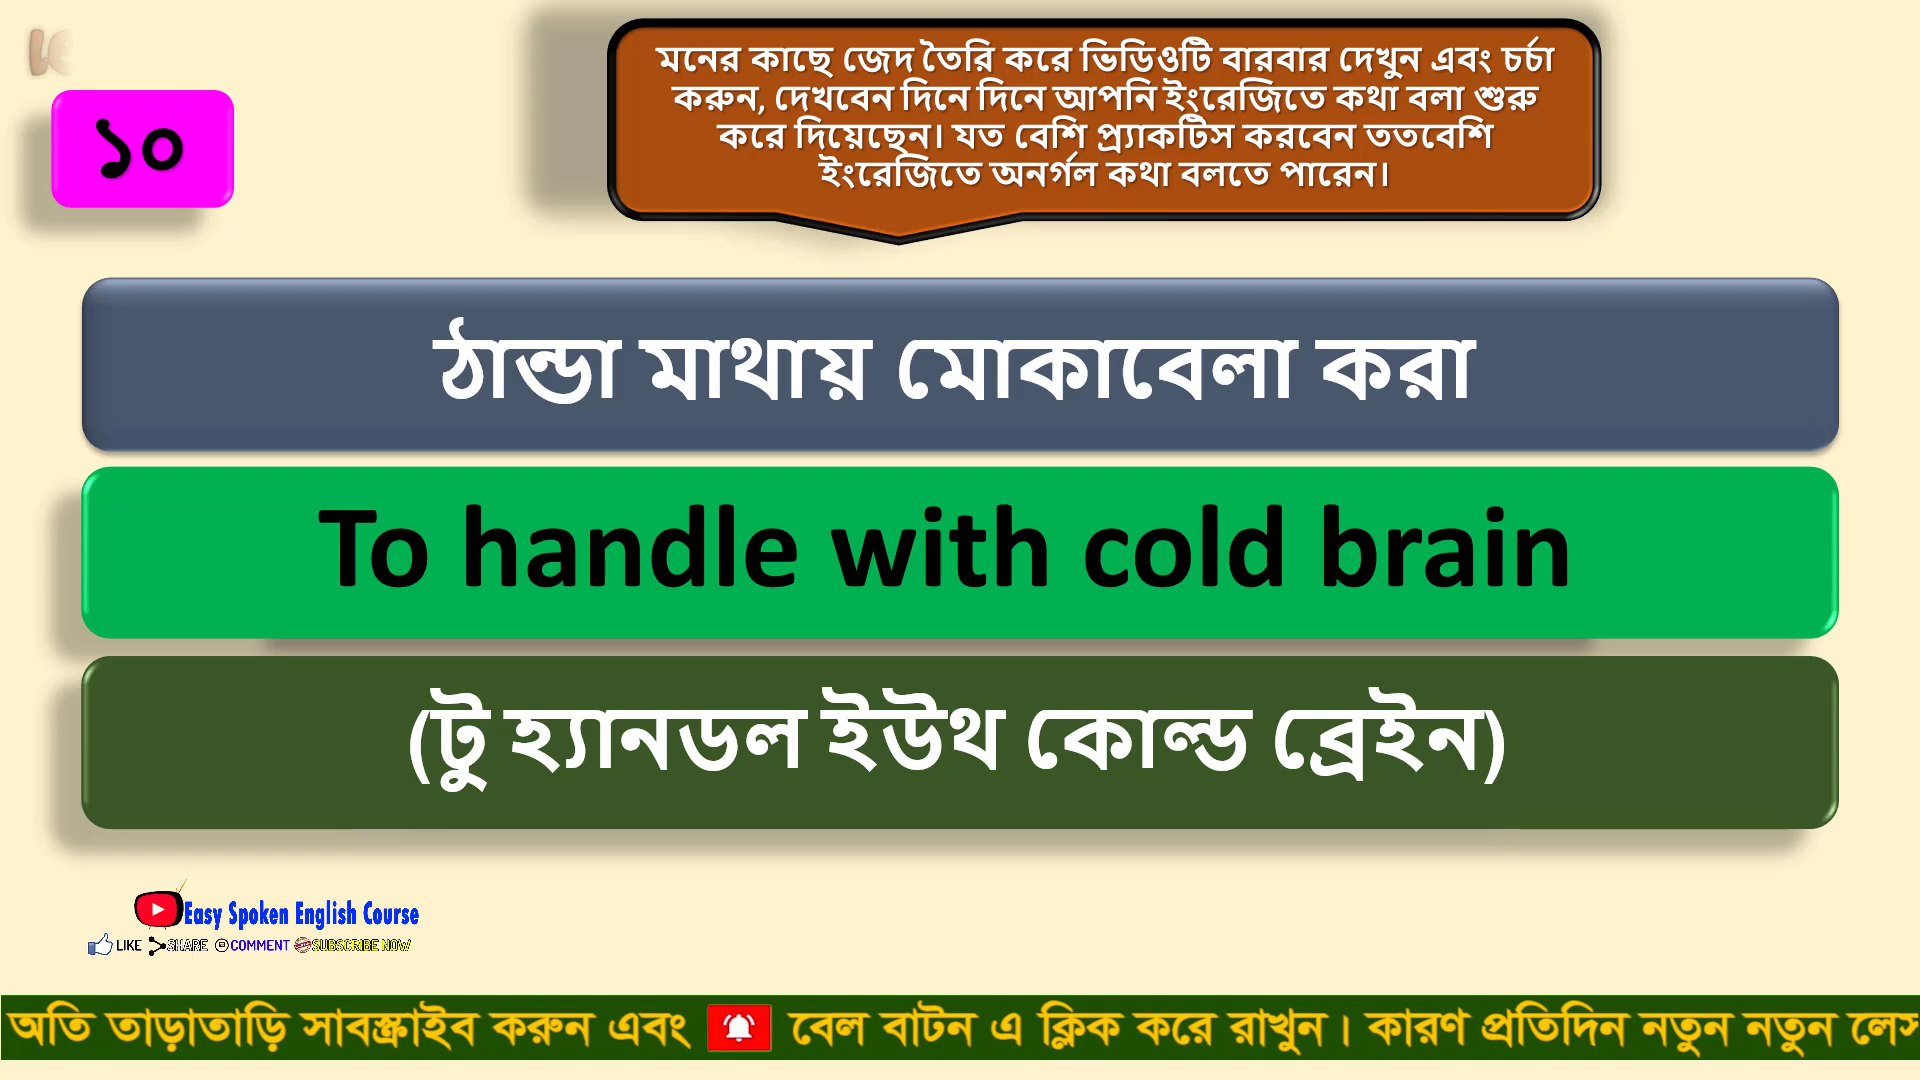 মনের কাছে জেদ তৈরি করে ভিডিওটি বারবার দেখুন এবং চর্চা
করুন, দেখবেন দিনে দিনে আপনি ইংরেজিতে কথা বলা শুরু
করে দিয়েছেন। যত বেশি প্র্যাকটিস করবেন ততবেশি
ইংরেজিতে অনর্গল কথা বলতে পারেন।
১০
ঠান্ডা মাথায় মোকাবেলা করা
To handle with cold brain
(টু হ্যানডল ইউথ কোল্ড ব্রেইন)
Easy Spoken English Course
LIKE SHARE COMMENT SUBSCRIBE NOW
অতি তাড়াতাড়ি সাবস্ক্রাইব করুন এবং বেল বাটন এ ক্লিক করে রাখুন। কারণ প্রতিদিন নতুন নতুন